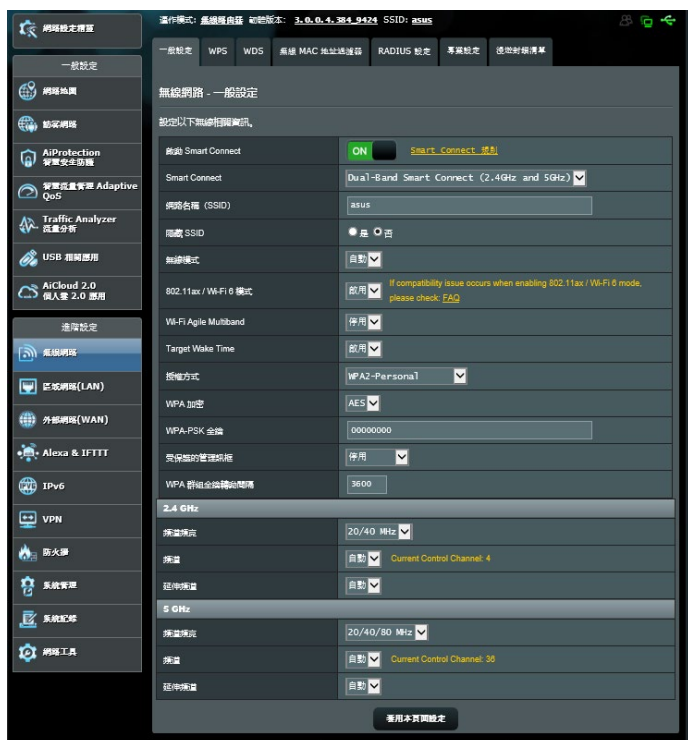 網路設定精靈
運作模式: 無線路由器 韌體版本: 3.0.0.4.384_9424 SSID: asus
一般設定 WPS WDS 無線 MAC 地址過濾器 RADIUS 設定 專業設定 漫遊封鎖清單
一般設定
網路地圖
訪客網路
AiProtection
智慧安全防護
智慧流量管理 Adaptive
QoS
Traffic Analyzer
流量分析
USB 相關應用
AiCloud 2.0
個人雲 2.0 應用
進階設定
無線網路
區域網路(LAN)
外部網路(WAN)
Alexa & IFTTT
IPv6
VPN
防火牆
系統管理
系統記錄
網路工具
無線網路 - 一般設定
設定以下無線相關資訊。
啟動 Smart Connect ON Smart Connect 規則
Smart Connect Dual-Band Smart Connect (2.4GHz and 5GHz)
網路名稱 (SSID) asus
隱藏 SSID 是 否
無線模式 自動
802.11ax / Wi-Fi 6 模式 啟用 If compatibility issue occurs when enabling 802.11ax / Wi-Fi 6 mode,
please check: FAQ
Wi-Fi Agile Multiband 停用
Target Wake Time 啟用
授權方式 WPA2-Personal
WPA 加密 AES
WPA-PSK 金鑰 00000000
受保護的管理訊框 停用
WPA 群組金鑰轉動間隔 3600
2.4 GHz
頻道頻寬 20/40 MHz
頻道 自動 Current Control Channel: 4
延伸頻道 自動
5 GHz
頻道頻寬 20/40/80 MHz
頻道 自動 Current Control Channel: 36
延伸頻道 自動
套用本頁面設定